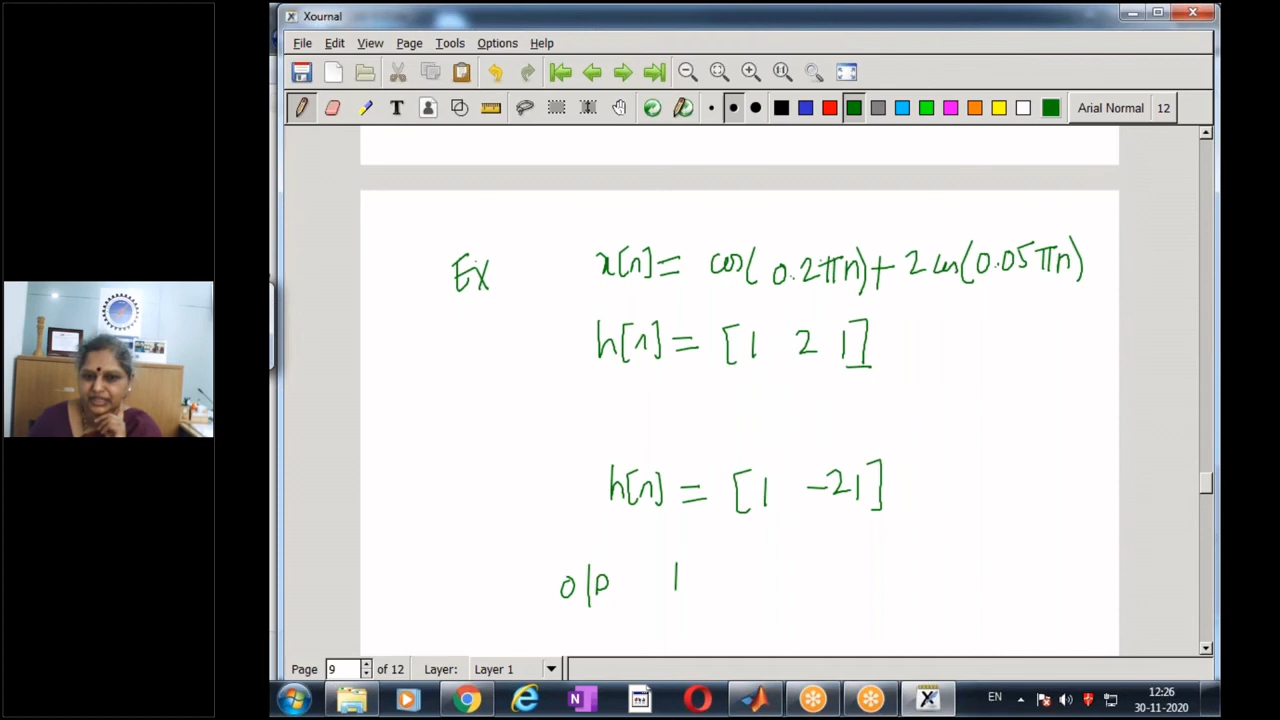 Xournal
File Edit View Page Tools Options Help
Arial Normal 12
EX x[n] = cos(0.2πn) + 2 cos(0.05πn)
h[n] = [1 2 1]
h[n] = [1 -2 1]
o|p |
Page 9 of 12 Layer: Layer 1
EN 12:26
30-11-2020